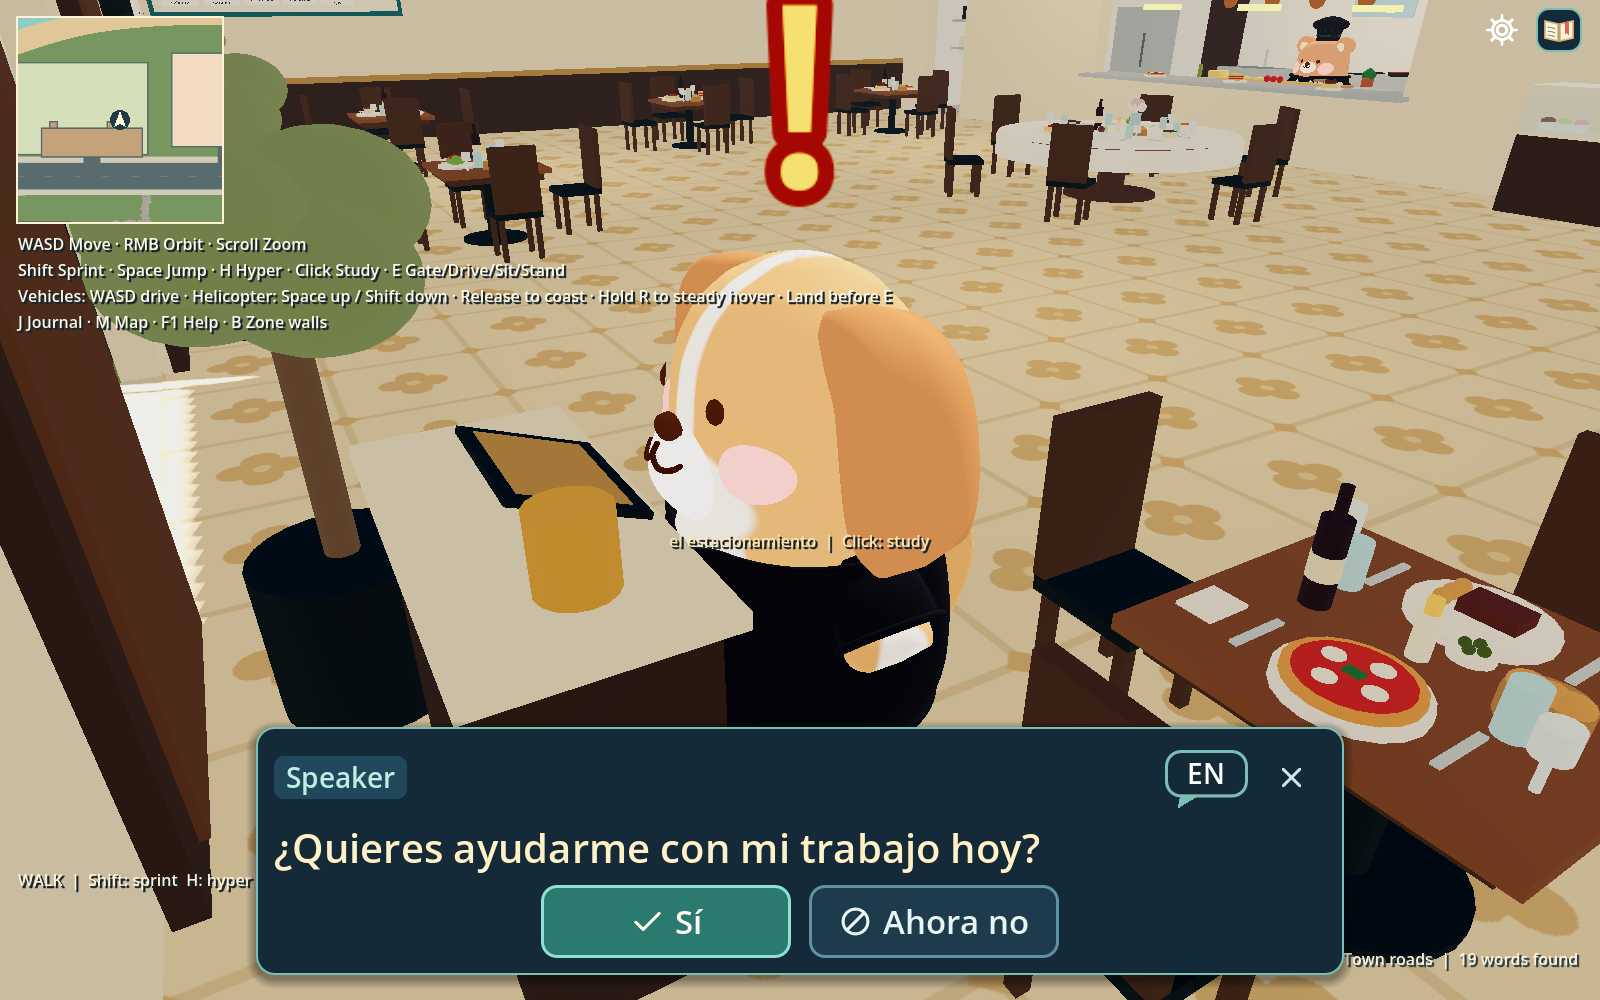 WASD Move · RMB Orbit · Scroll Zoom
Shift Sprint · Space Jump · H Hyper · Click Study · E Gate/Drive/Sit/Stand
Vehicles: WASD drive · Helicopter: Space up / Shift down · Release to coast · Hold R to steady hover · Land before E
J Journal · M Map · F1 Help · B Zone walls
el estacionamiento | Click: study
Speaker
EN
¿Quieres ayudarme con mi trabajo hoy?
Sí
Ahora no
WALK | Shift: sprint H: hyper
Town roads | 19 words found